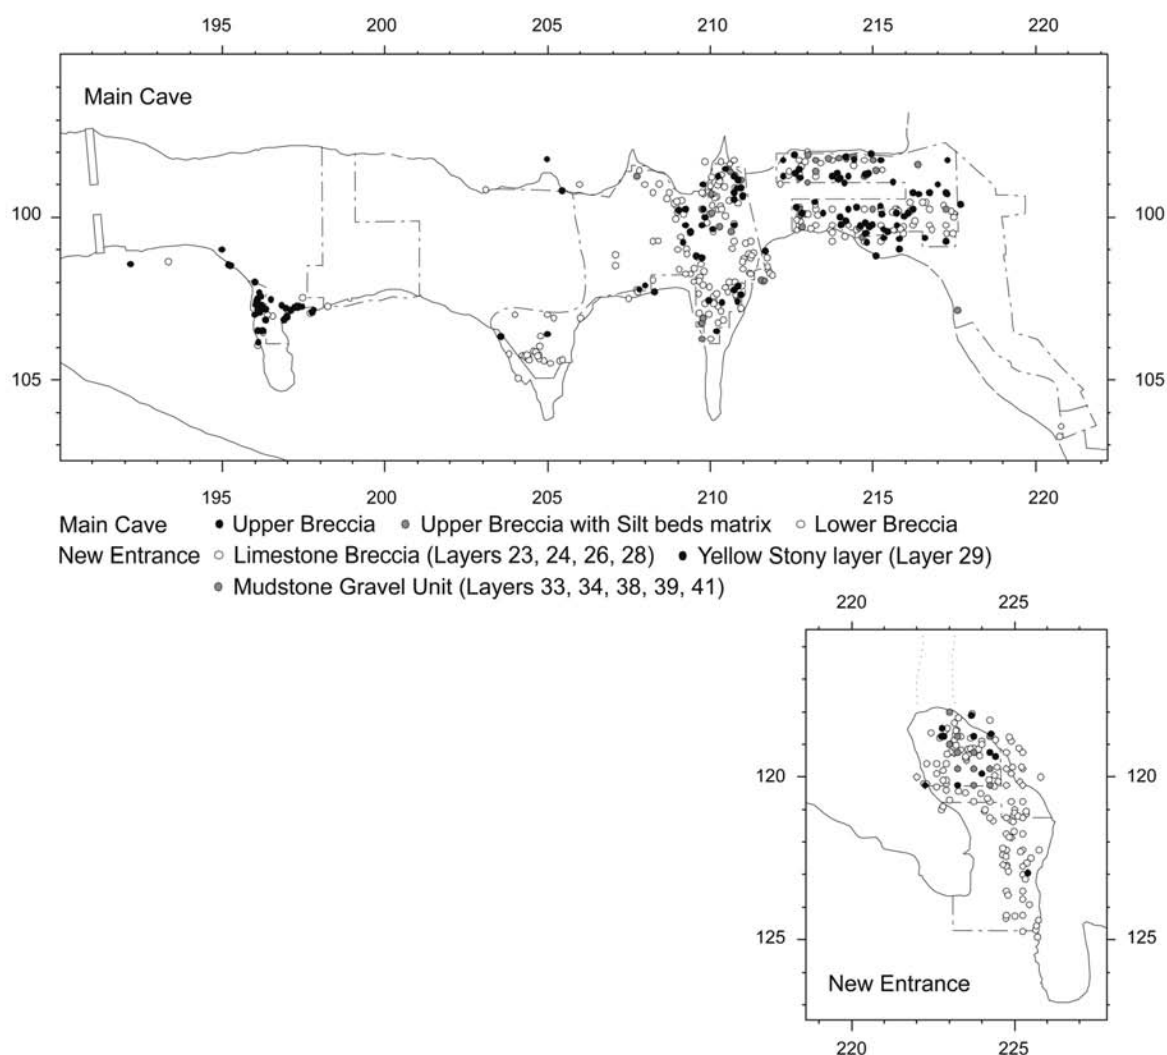 195 200 205 210 215 220
Main Cave
100 100
105 105
195 200 205 210 215 220
Main Cave Upper Breccia Upper Breccia with Silt beds matrix Lower Breccia
New Entrance Limestone Breccia (Layers 23, 24, 26, 28) Yellow Stony layer (Layer 29)
Mudstone Gravel Unit (Layers 33, 34, 38, 39, 41)
220 225
120 120
125 125
New Entrance
220 225